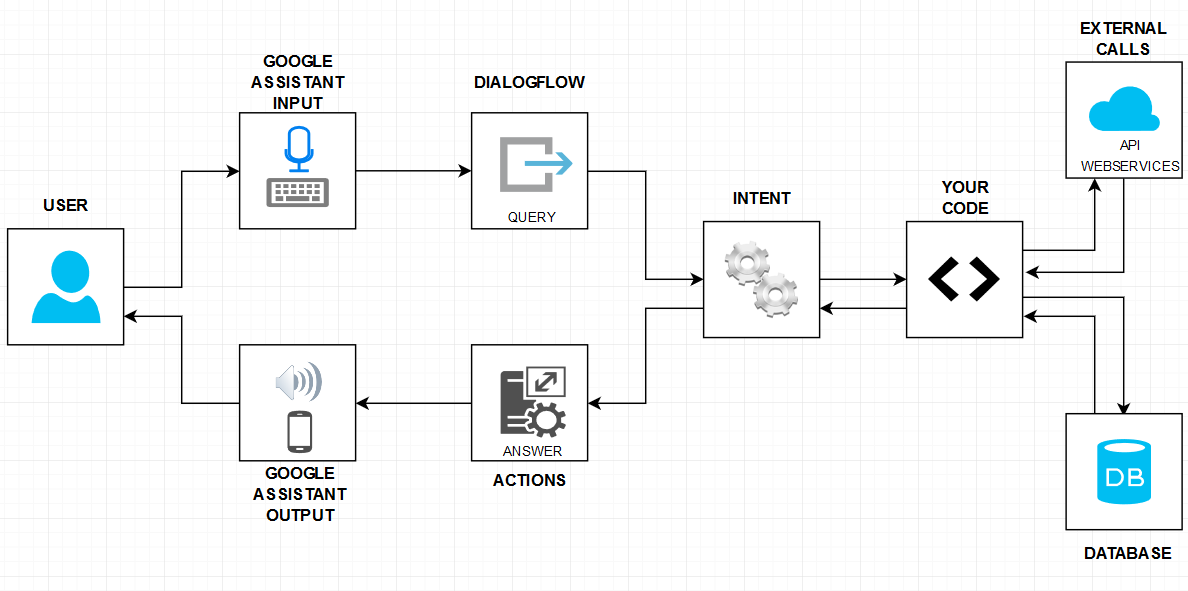 EXTERNAL
CALLS
GOOGLE
ASSISTANT
INPUT
DIALOGFLOW
API
WEBSERVICES
YOUR
CODE
INTENT
USER
QUERY
ANSWER
ACTIONS
GOOGLE
ASSISTANT
OUTPUT
DB
DATABASE